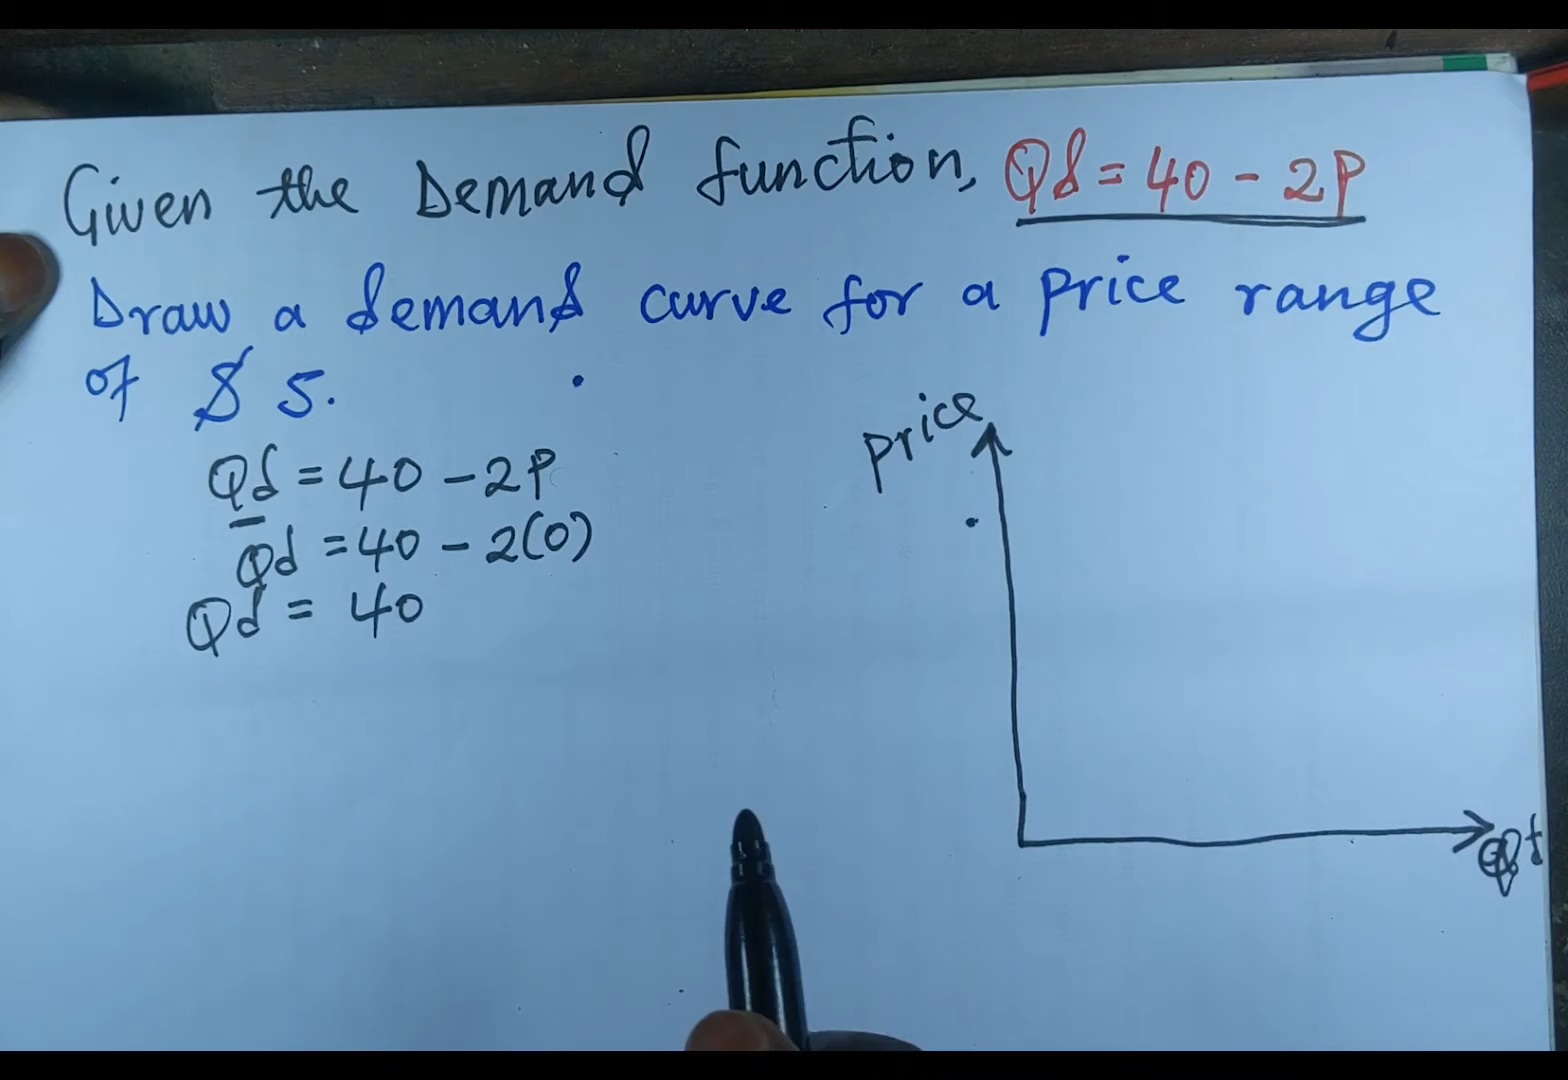 Given the Demand function, Qd = 40 - 2P
Draw a demand curve for a price range
of $ 5.
Qd = 40 - 2P
Qd = 40 - 2(0)
Qd = 40
price
Qt